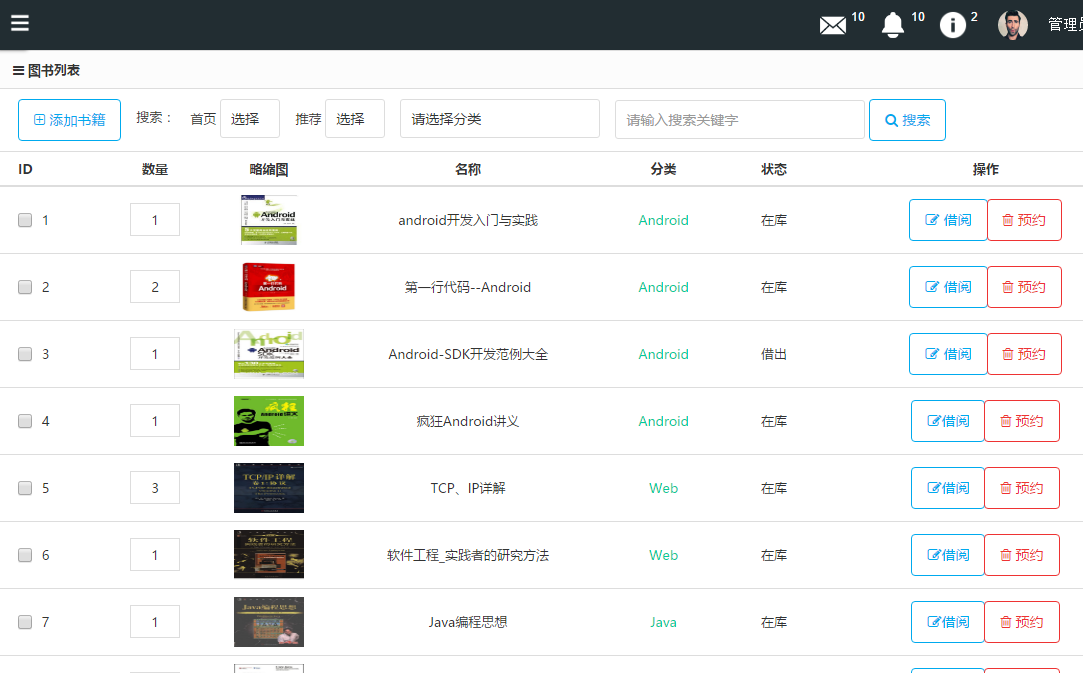 10 10 2 管理员
图书列表
添加书籍 搜索： 首页 选择 推荐 选择 请选择分类 请输入搜索关键字 搜索
ID 数量 略缩图 名称 分类 状态 操作
1 1 Android android开发入门与实践 Android 在库 借阅 预约
2 2 第一行代码 Android 第一行代码--Android Android 在库 借阅 预约
3 1 Android SDK Android-SDK开发范例大全 Android 借出 借阅 预约
4 1 疯狂 疯狂Android讲义 Android 在库 借阅 预约
5 3 TCP/IP详解 TCP、IP详解 Web 在库 借阅 预约
6 1 软件工程 软件工程_实践者的研究方法 Web 在库 借阅 预约
7 1 Java编程思想 Java编程思想 Java 在库 借阅 预约